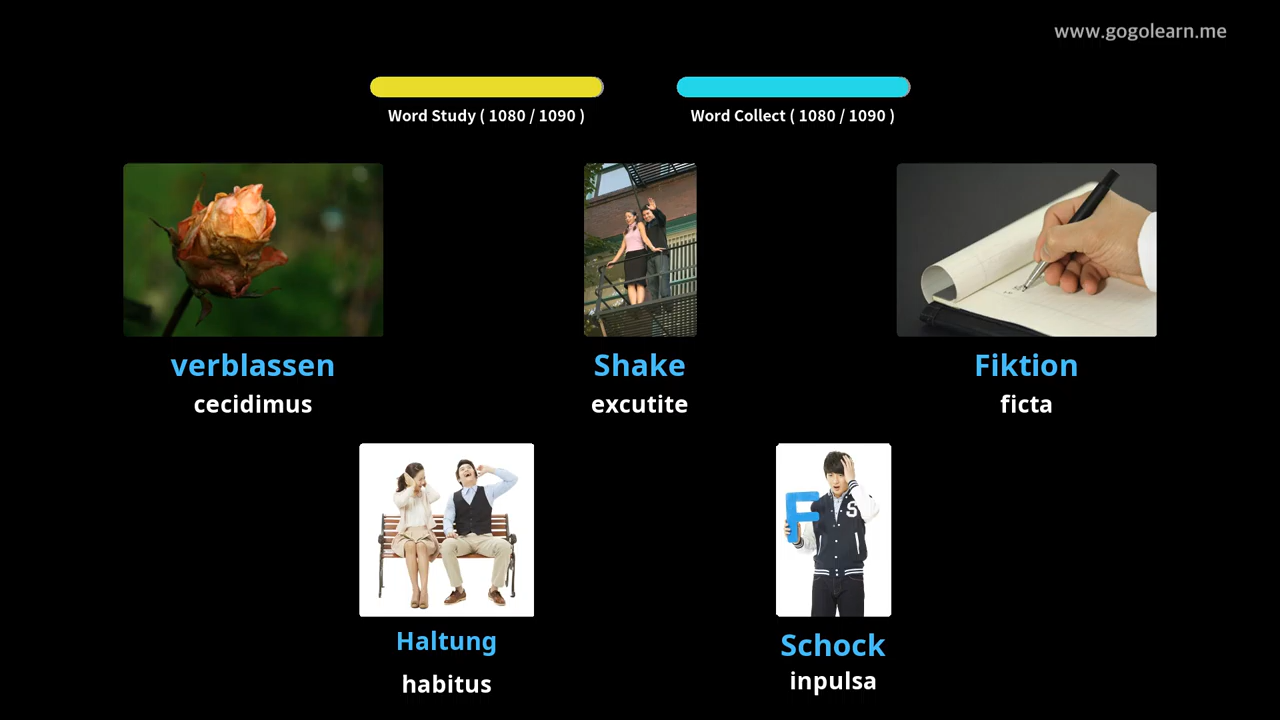 www.gogolearn.me
Word Study ( 1080 / 1090 )
Word Collect ( 1080 / 1090 )
verblassen
cecidimus
Shake
excutite
Fiktion
ficta
F
S
Haltung
habitus
Schock
inpulsa